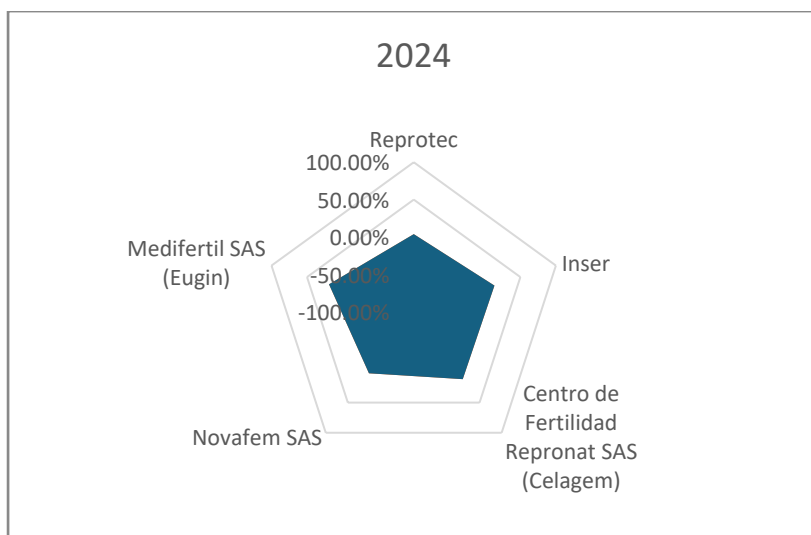 2024
Reprotec
100.00%
50.00%
0.00%
-50.00%
-100.00%
Inser
Centro de
Fertilidad
Repronat SAS
(Celagem)
Novafem SAS
Medifertil SAS
(Eugin)